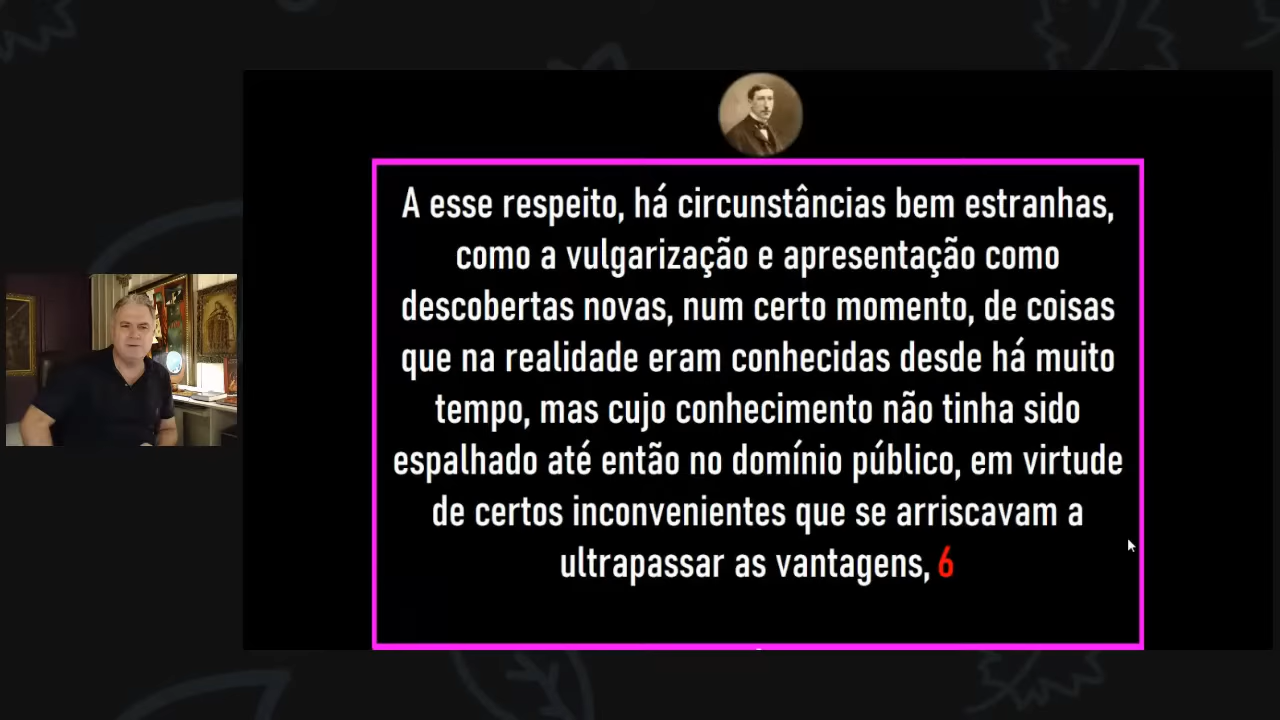 A esse respeito, há circunstâncias bem estranhas,
como a vulgarização e apresentação como
descobertas novas, num certo momento, de coisas
que na realidade eram conhecidas desde há muito
tempo, mas cujo conhecimento não tinha sido
espalhado até então no domínio público, em virtude
de certos inconvenientes que se arriscavam a
ultrapassar as vantagens, 6